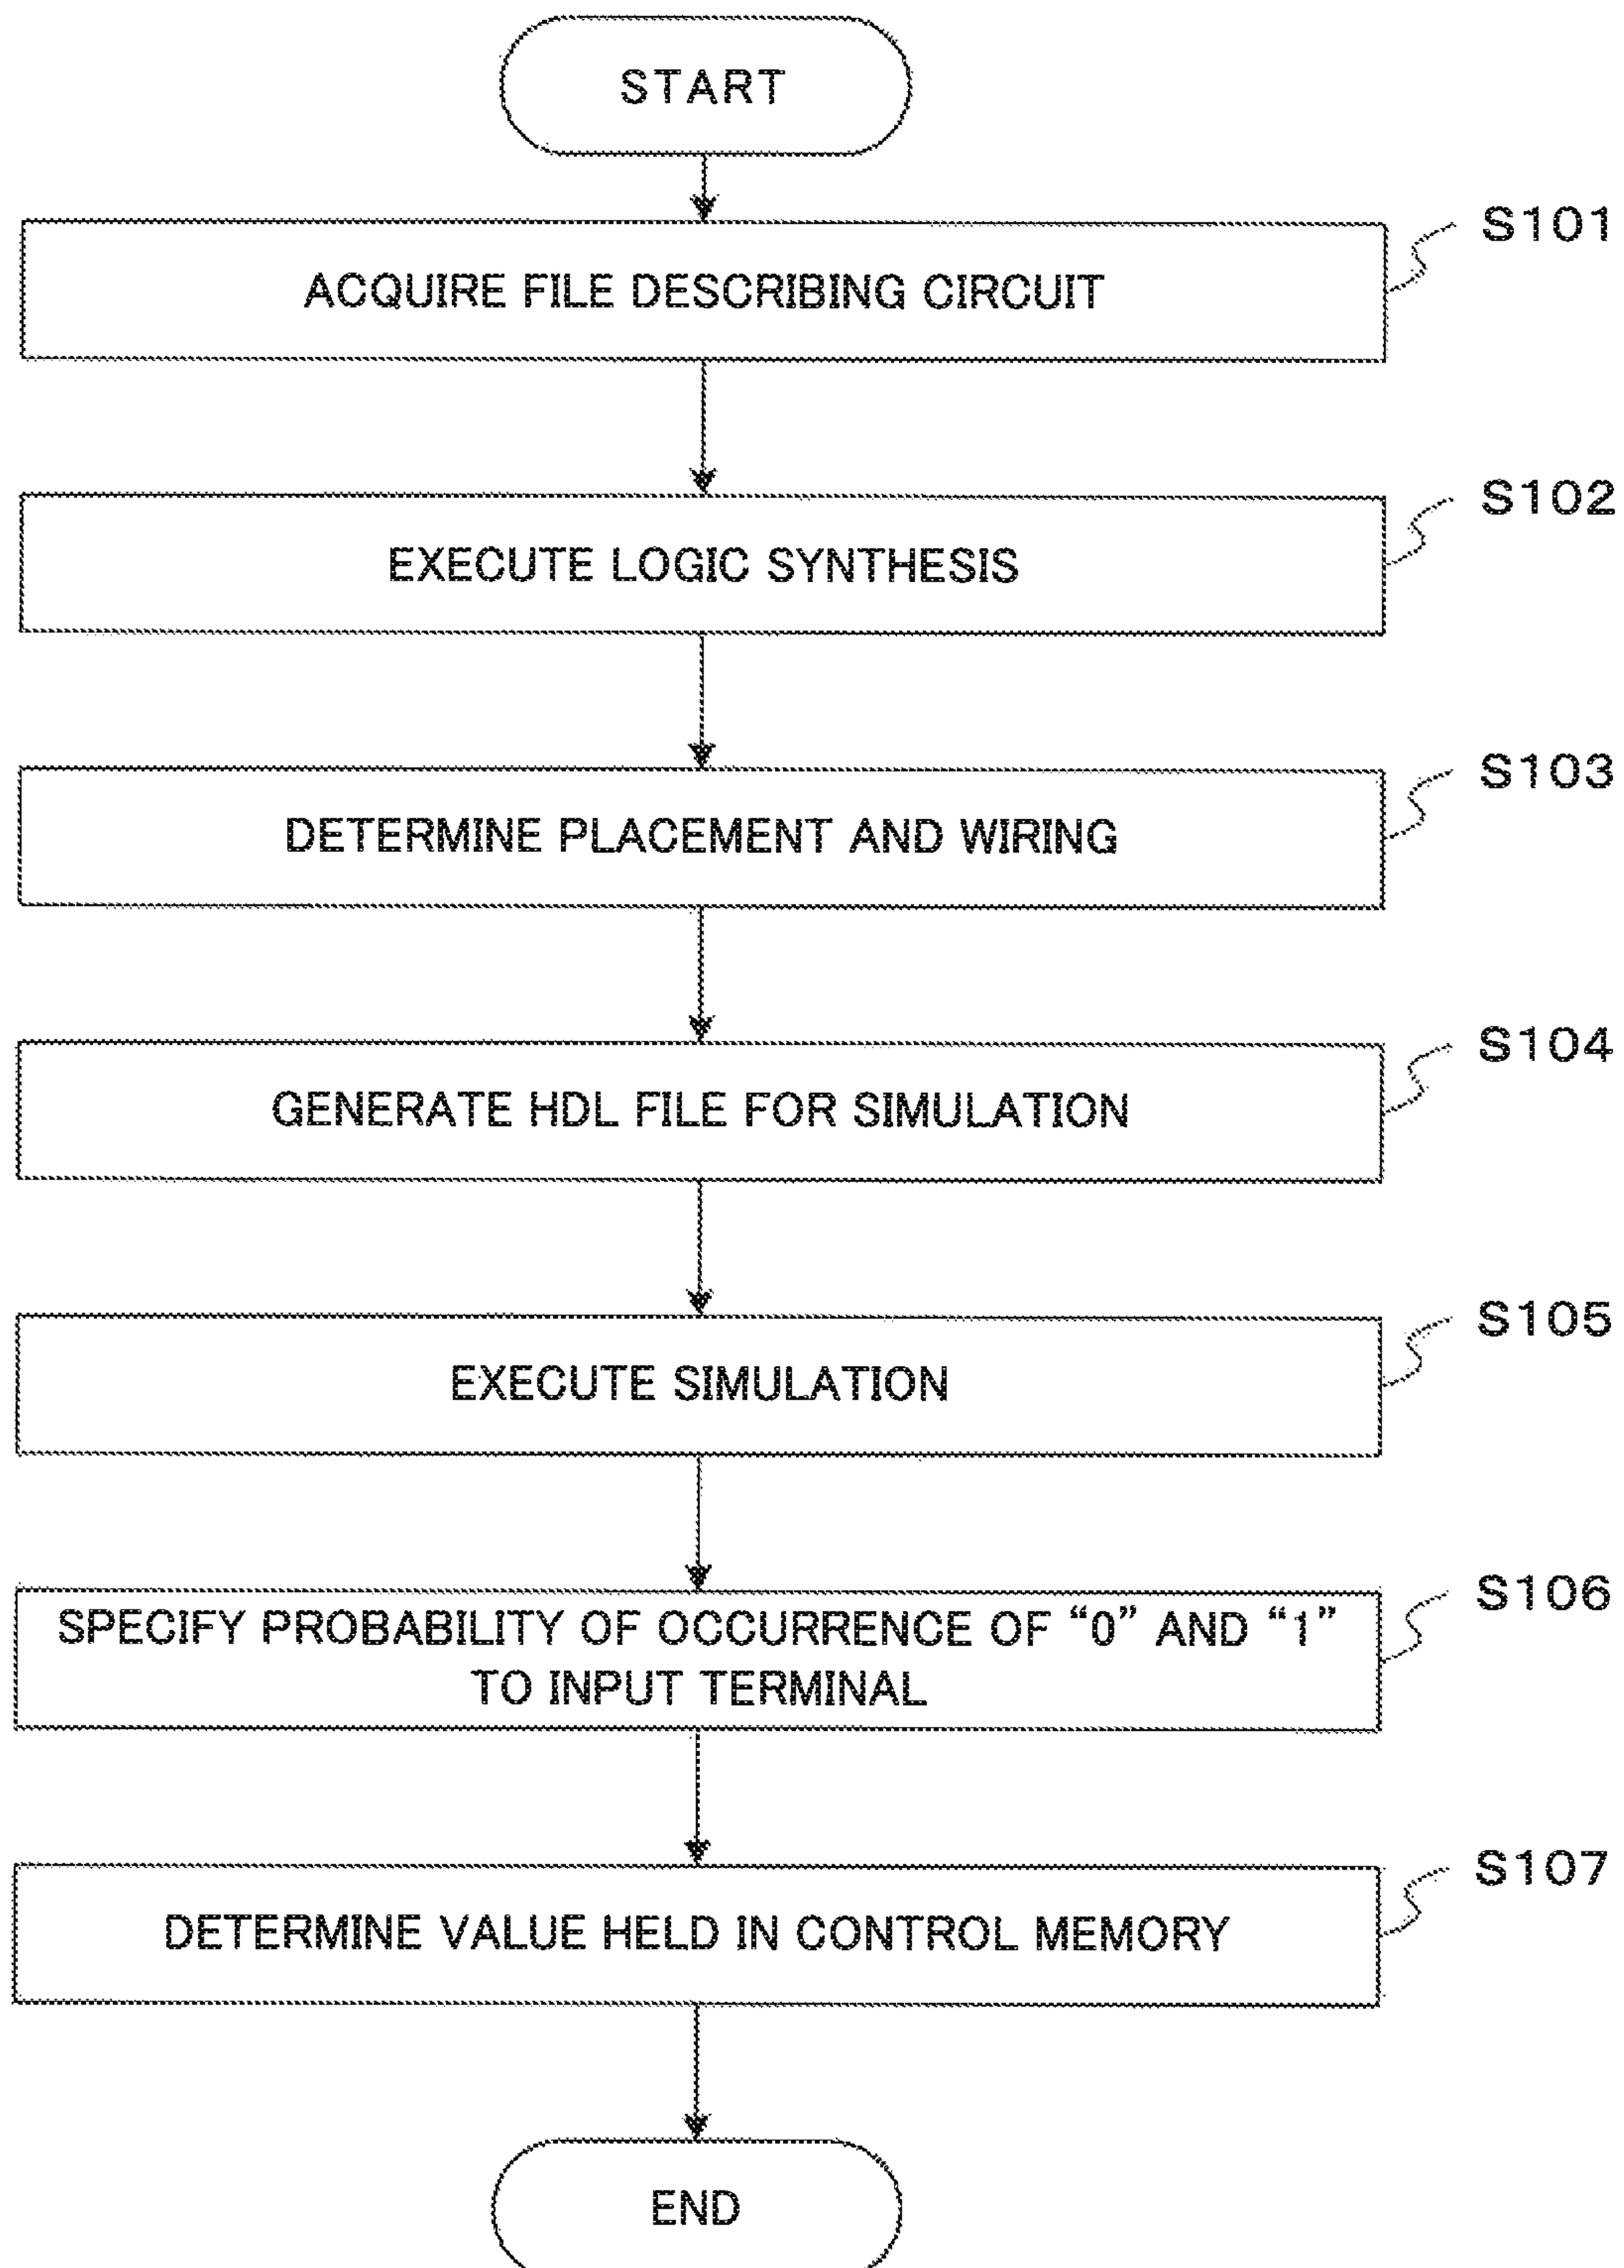 START
S101
ACQUIRE FILE DESCRIBING CIRCUIT
S102
EXECUTE LOGIC SYNTHESIS
S103
DETERMINE PLACEMENT AND WIRING
S104
GENERATE HDL FILE FOR SIMULATION
S105
EXECUTE SIMULATION
S106
SPECIFY PROBABILITY OF OCCURRENCE OF “0” AND “1”
TO INPUT TERMINAL
S107
DETERMINE VALUE HELD IN CONTROL MEMORY
END